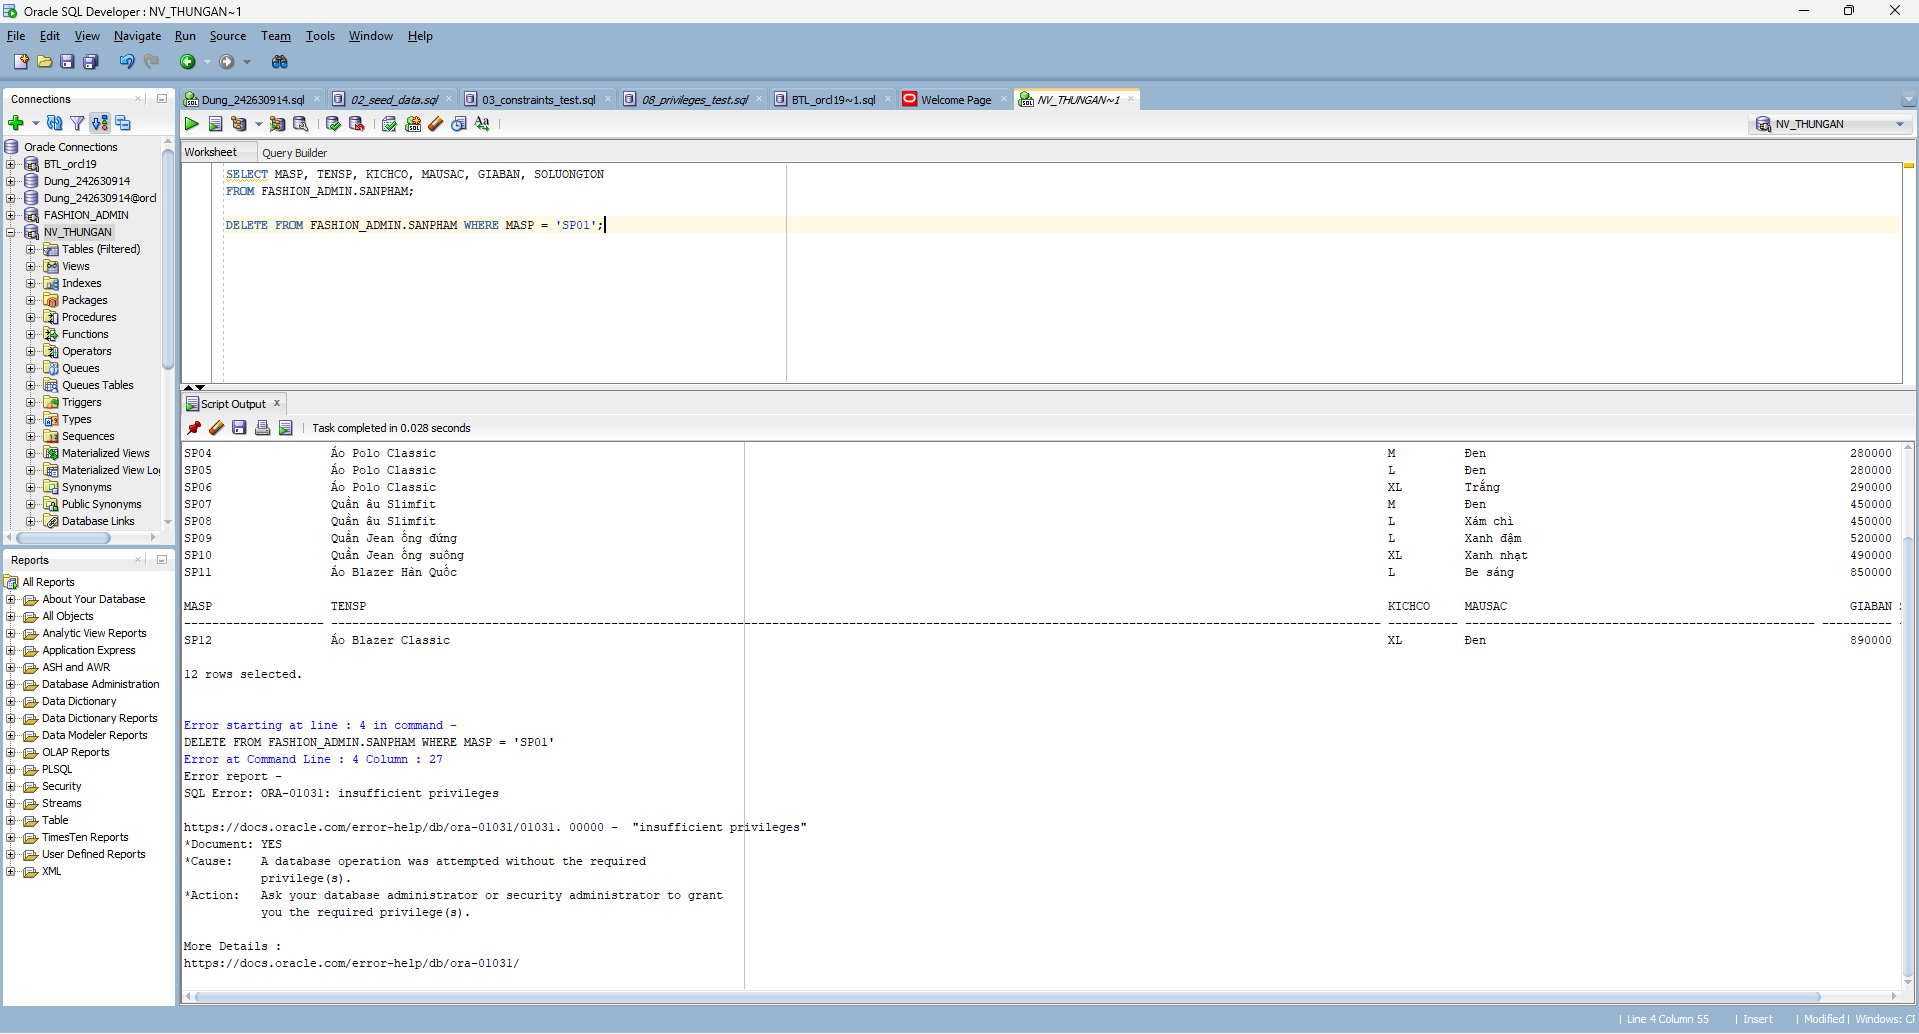 Oracle SQL Developer : NV_THUNGAN~1
File Edit View Navigate Run Source Team Tools Window Help
Connections
Oracle Connections
BTL_orcl19
Dung_242630914
Dung_242630914@orcl
FASHION_ADMIN
NV_THUNGAN
Tables (Filtered)
Views
Indexes
Packages
Procedures
Functions
Operators
Queues
Queues Tables
Triggers
Types
Sequences
Materialized Views
Materialized View Lo
Synonyms
Public Synonyms
Database Links
Reports
All Reports
About Your Database
All Objects
Analytic View Reports
Application Express
ASH and AWR
Database Administration
Data Dictionary
Data Dictionary Reports
Data Modeler Reports
OLAP Reports
PLSQL
Security
Streams
Table
TimesTen Reports
User Defined Reports
XML
Dung_242630914.sql 02_seed_data.sql 03_constraints_test.sql 08_privileges_test.sql BTL_orcl19~1.sql Welcome Page NV_THUNGAN~1
NV_THUNGAN
Worksheet Query Builder
SELECT MASP, TENSP, KICHCO, MAUSAC, GIABAN, SOLUONGTON
FROM FASHION_ADMIN.SANPHAM;
DELETE FROM FASHION_ADMIN.SANPHAM WHERE MASP = 'SP01';
Script Output
Task completed in 0.028 seconds
SP04 Áo Polo Classic M Đen 280000
SP05 Áo Polo Classic L Đen 280000
SP06 Áo Polo Classic XL Trắng 290000
SP07 Quần âu Slimfit M Đen 450000
SP08 Quần âu Slimfit L Xám chì 450000
SP09 Quần Jean ống đứng L Xanh đậm 520000
SP10 Quần Jean ống suông XL Xanh nhạt 490000
SP11 Áo Blazer Hàn Quốc L Be sáng 850000
MASP TENSP KICHCO MAUSAC GIABAN
SP12 Áo Blazer Classic XL Đen 890000
12 rows selected.
Error starting at line : 4 in command -
DELETE FROM FASHION_ADMIN.SANPHAM WHERE MASP = 'SP01'
Error at Command Line : 4 Column : 27
Error report -
SQL Error: ORA-01031: insufficient privileges
https://docs.oracle.com/error-help/db/ora-01031/01031. 00000 - "insufficient privileges"
*Document: YES
*Cause: A database operation was attempted without the required
privilege(s).
*Action: Ask your database administrator or security administrator to grant
you the required privilege(s).
More Details :
https://docs.oracle.com/error-help/db/ora-01031/
Line 4 Column 55 | Insert | Modified | Windows: CF